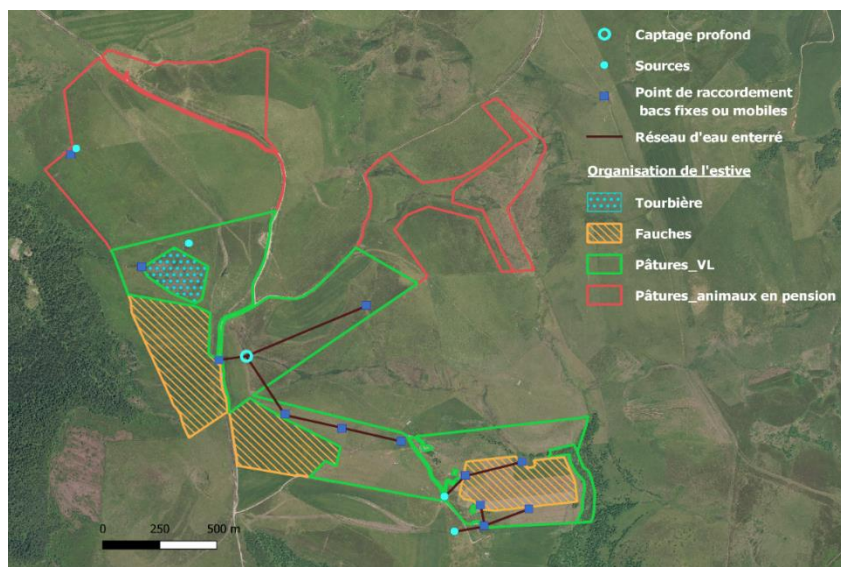 Captage profond
Sources
Point de raccordement
bacs fixes ou mobiles
Réseau d'eau enterré
Organisation de l'estive
Tourbière
Fauches
Pâtures_VL
Pâtures_animaux en pension
0 250 500 m